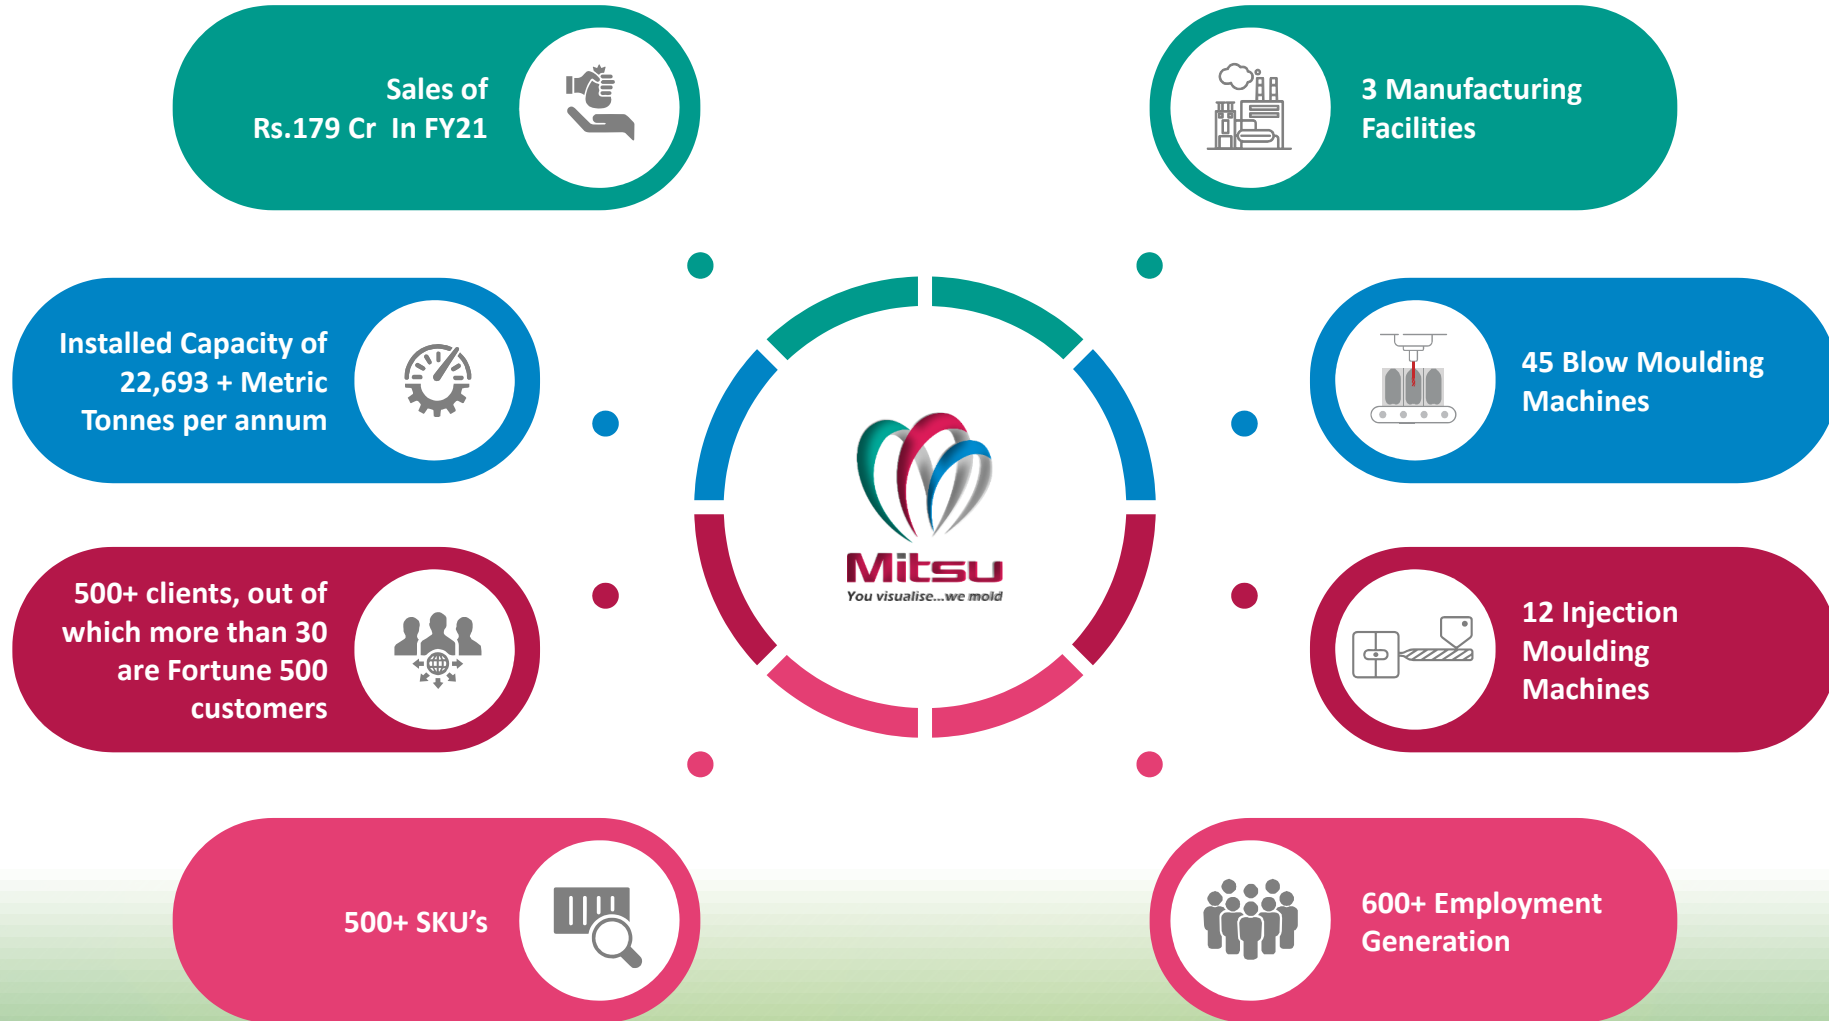 Sales of
Rs.179 Cr In FY21
3 Manufacturing
Facilities
Installed Capacity of
22,693 + Metric
Tonnes per annum
45 Blow Moulding
Machines
Mitsu
You visualise...we mold
500+ clients, out of
which more than 30
are Fortune 500
customers
12 Injection
Moulding
Machines
500+ SKU’s
600+ Employment
Generation